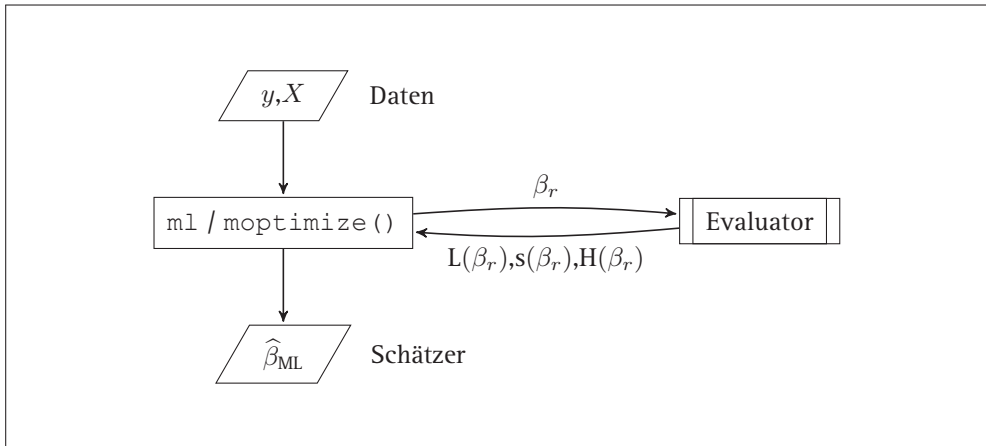 y,X Daten
β_r
ml / moptimize() Evaluator
L(β_r),s(β_r),H(β_r)
β̂_ML Schätzer